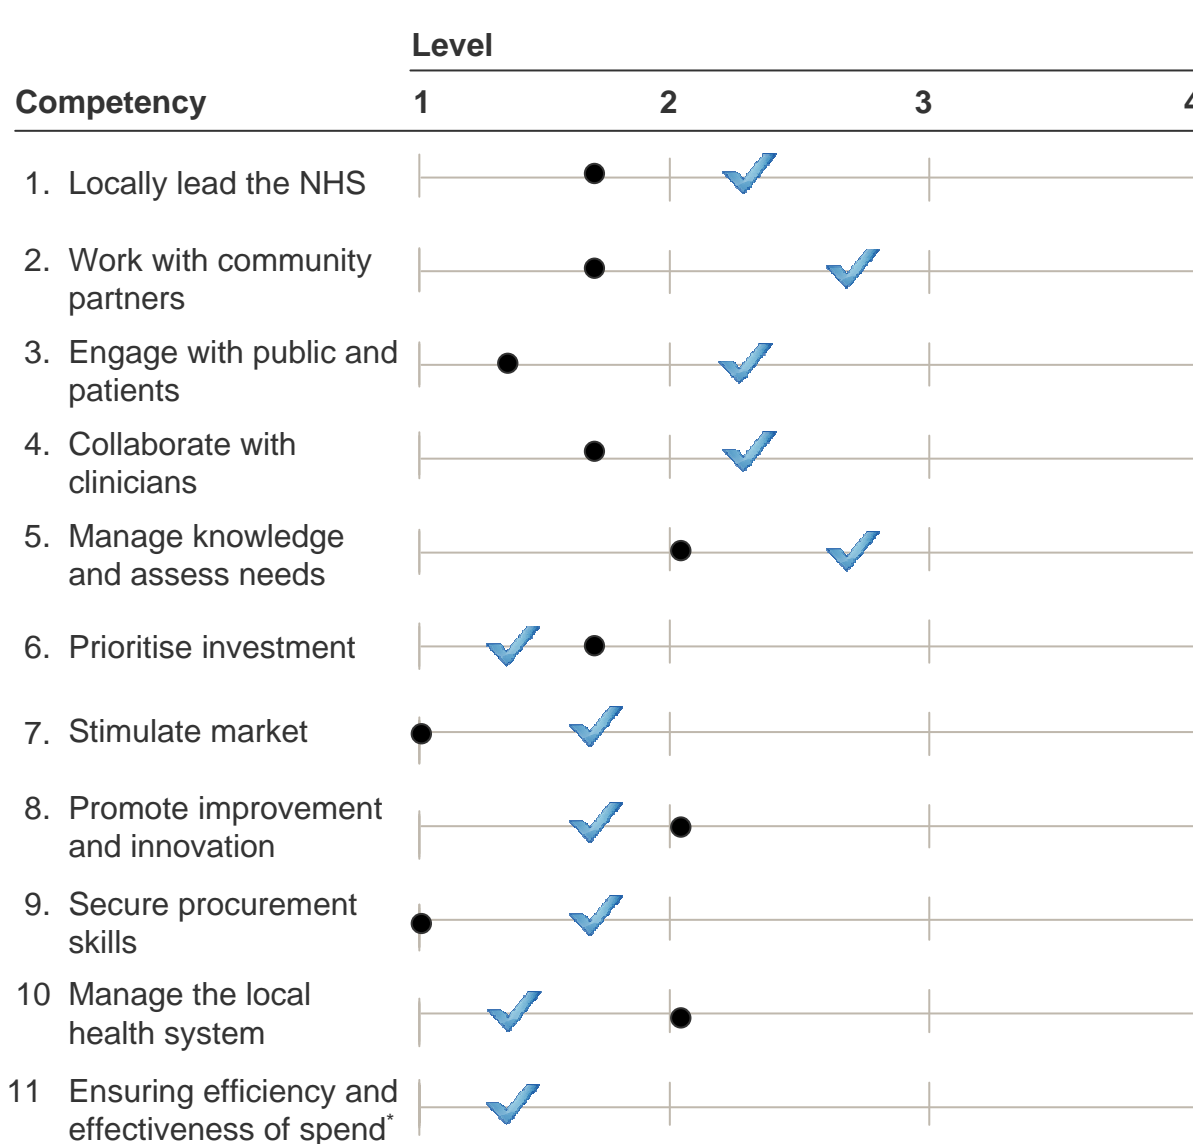 Level
Competency 1 2 3 4
1. Locally lead the NHS
2. Work with community
partners
3. Engage with public and
patients
4. Collaborate with
clinicians
5. Manage knowledge
and assess needs
6. Prioritise investment
7. Stimulate market
8. Promote improvement
and innovation
9. Secure procurement
skills
10 Manage the local
health system
11 Ensuring efficiency and
effectiveness of spend*